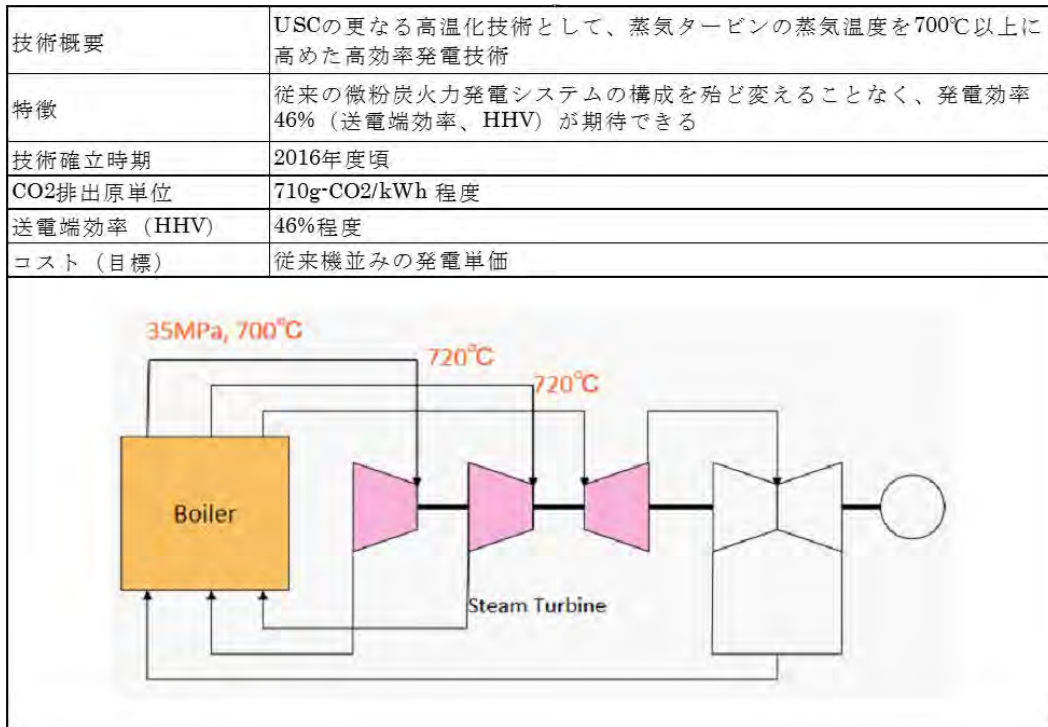 技術概要
USCの更なる高温化技術として、蒸気タービンの蒸気温度を700℃以上に
高めた高効率発電技術
特徴
従来の微粉炭火力発電システムの構成を殆ど変えることなく、発電効率
46%（送電端効率、HHV）が期待できる
技術確立時期
2016年度頃
CO2排出原単位
710g-CO2/kWh 程度
送電端効率（HHV）
46%程度
コスト（目標）
従来機並みの発電単価
35MPa, 700℃
720℃
720℃
Boiler
Steam Turbine